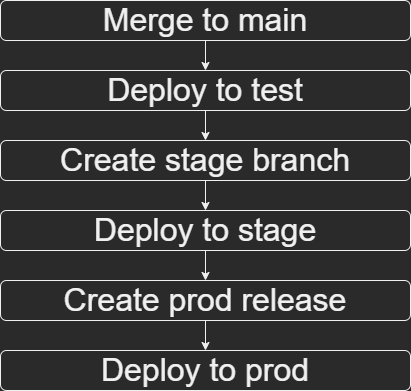 Merge to main
Deploy to test
Create stage branch
Deploy to stage
Create prod release
Deploy to prod